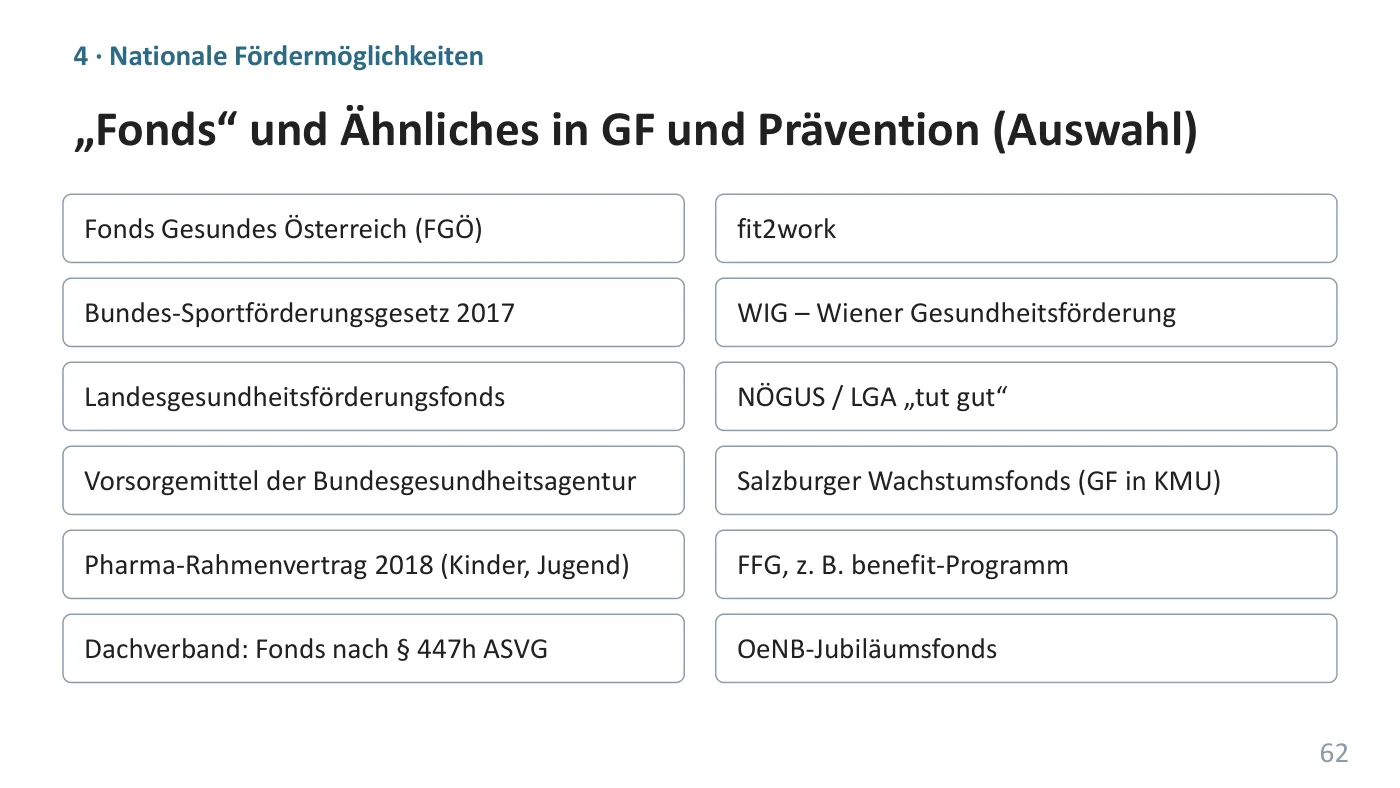 4 · Nationale Fördermöglichkeiten
„Fonds“ und Ähnliches in GF und Prävention (Auswahl)
Fonds Gesundes Österreich (FGÖ)
Bundes-Sportförderungsgesetz 2017
Landesgesundheitsförderungsfonds
Vorsorgemittel der Bundesgesundheitsagentur
Pharma-Rahmenvertrag 2018 (Kinder, Jugend)
Dachverband: Fonds nach § 447h ASVG
fit2work
WIG – Wiener Gesundheitsförderung
NÖGUS / LGA „tut gut“
Salzburger Wachstumsfonds (GF in KMU)
FFG, z. B. benefit-Programm
OeNB-Jubiläumsfonds
62